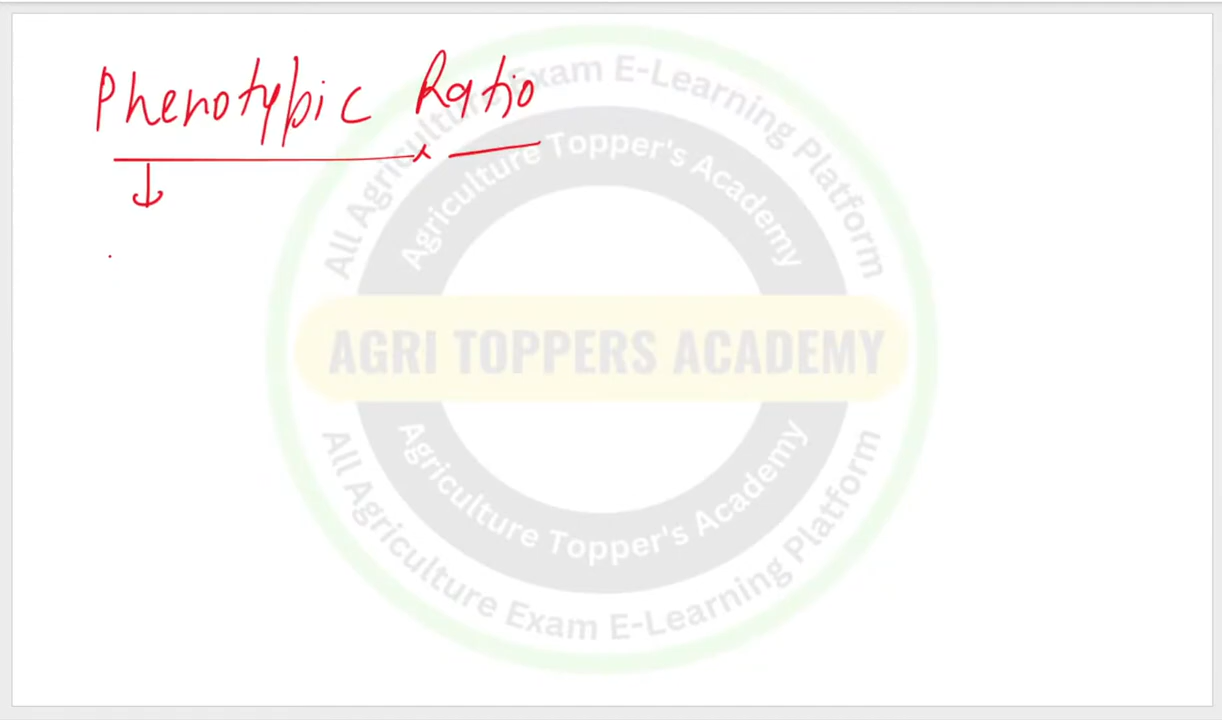 Phenotypic Ratio
All Agriculture Exam E-Learning Platform
Agriculture Topper's Academy
AGRI TOPPERS ACADEMY
Agriculture Topper's Academy
All Agriculture Exam E-Learning Platform